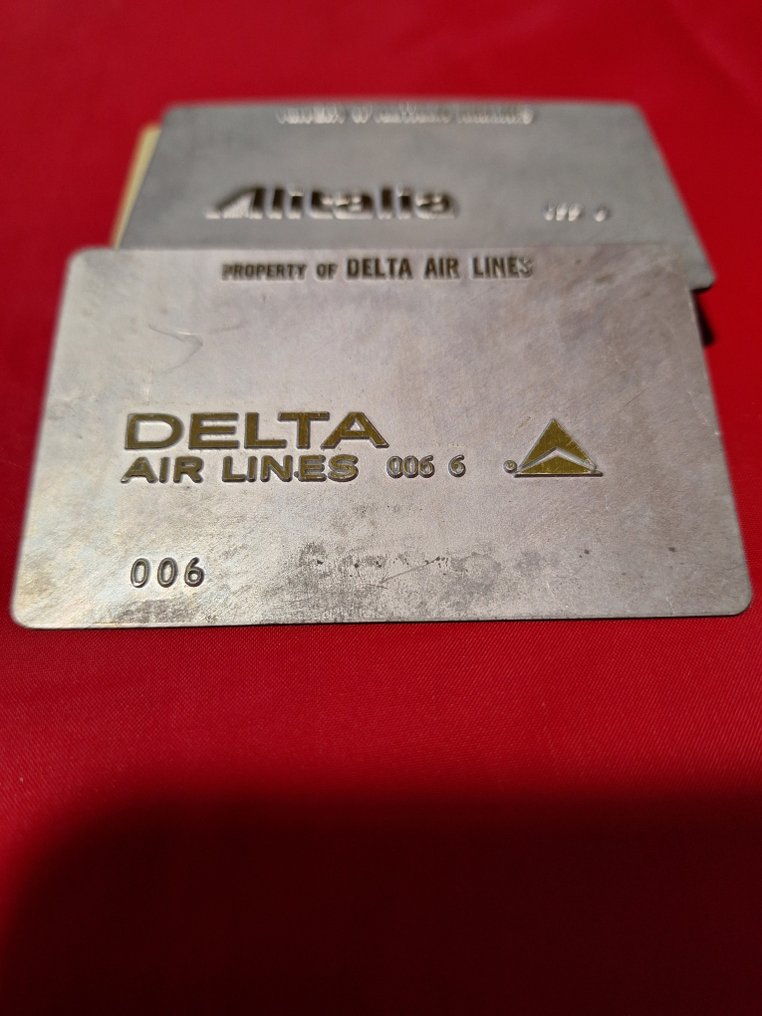 Alitalia
PROPERTY OF DELTA AIR LINES
DELTA
AIR LINES 006 6
006